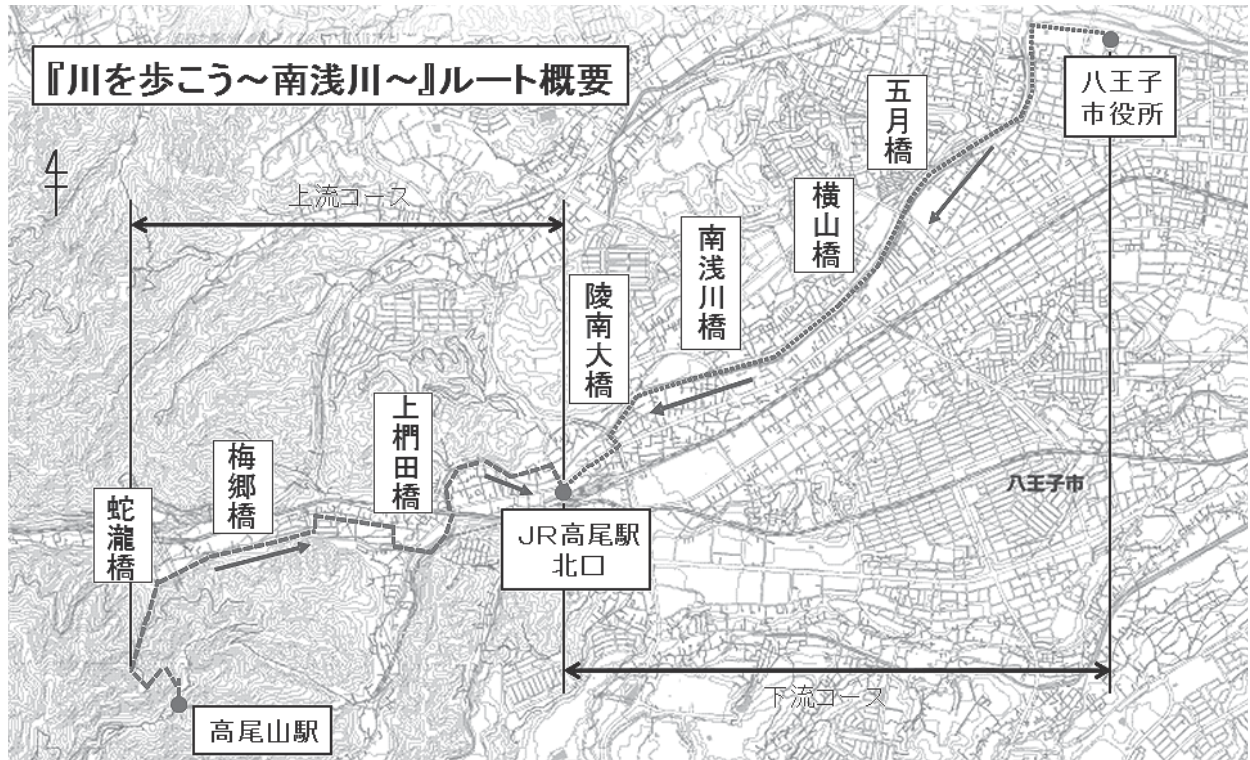 『川を歩こう~南浅川~』ルート概要
八王子
市役所
五月橋
横山橋
上流コース
南浅川橋
陵南大橋
上椚田橋
梅郷橋
蛇瀧橋
八王子市
JR高尾駅
北口
下流コース
高尾山駅